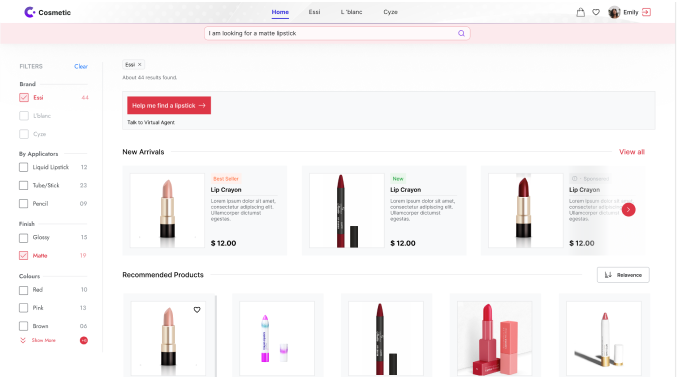 Cosmetic
Home Essi L 'blanc Cyze
Emily
I am looking for a matte lipstick
FILTERS Clear
Brand
Essi 44
L'blanc
Cyze
By Applicators
Liquid Lipstick 12
Tube/Stick 23
Pencil 09
Finish
Glossy 15
Matte 19
Colours
Red 10
Pink 13
Brown 06
Show More
Essi ×
About 44 results found.
Help me find a lipstick →
Talk to Virtual Agent
New Arrivals View all
Best Seller
Lip Crayon
Lorem ipsum dolor sit amet,
consectetur adipiscing elit.
Ullamcorper dictumst
egestas.
$ 12.00
New
Lip Crayon
Lorem ipsum dolor sit amet,
consectetur adipiscing elit.
Ullamcorper dictumst
egestas.
$ 12.00
Sponsored
Lip Crayon
Lorem ipsum dolor sit amet,
consectetur adipiscing elit.
Ullamcorper dictumst
egestas.
$ 12.00
Recommended Products Relavence